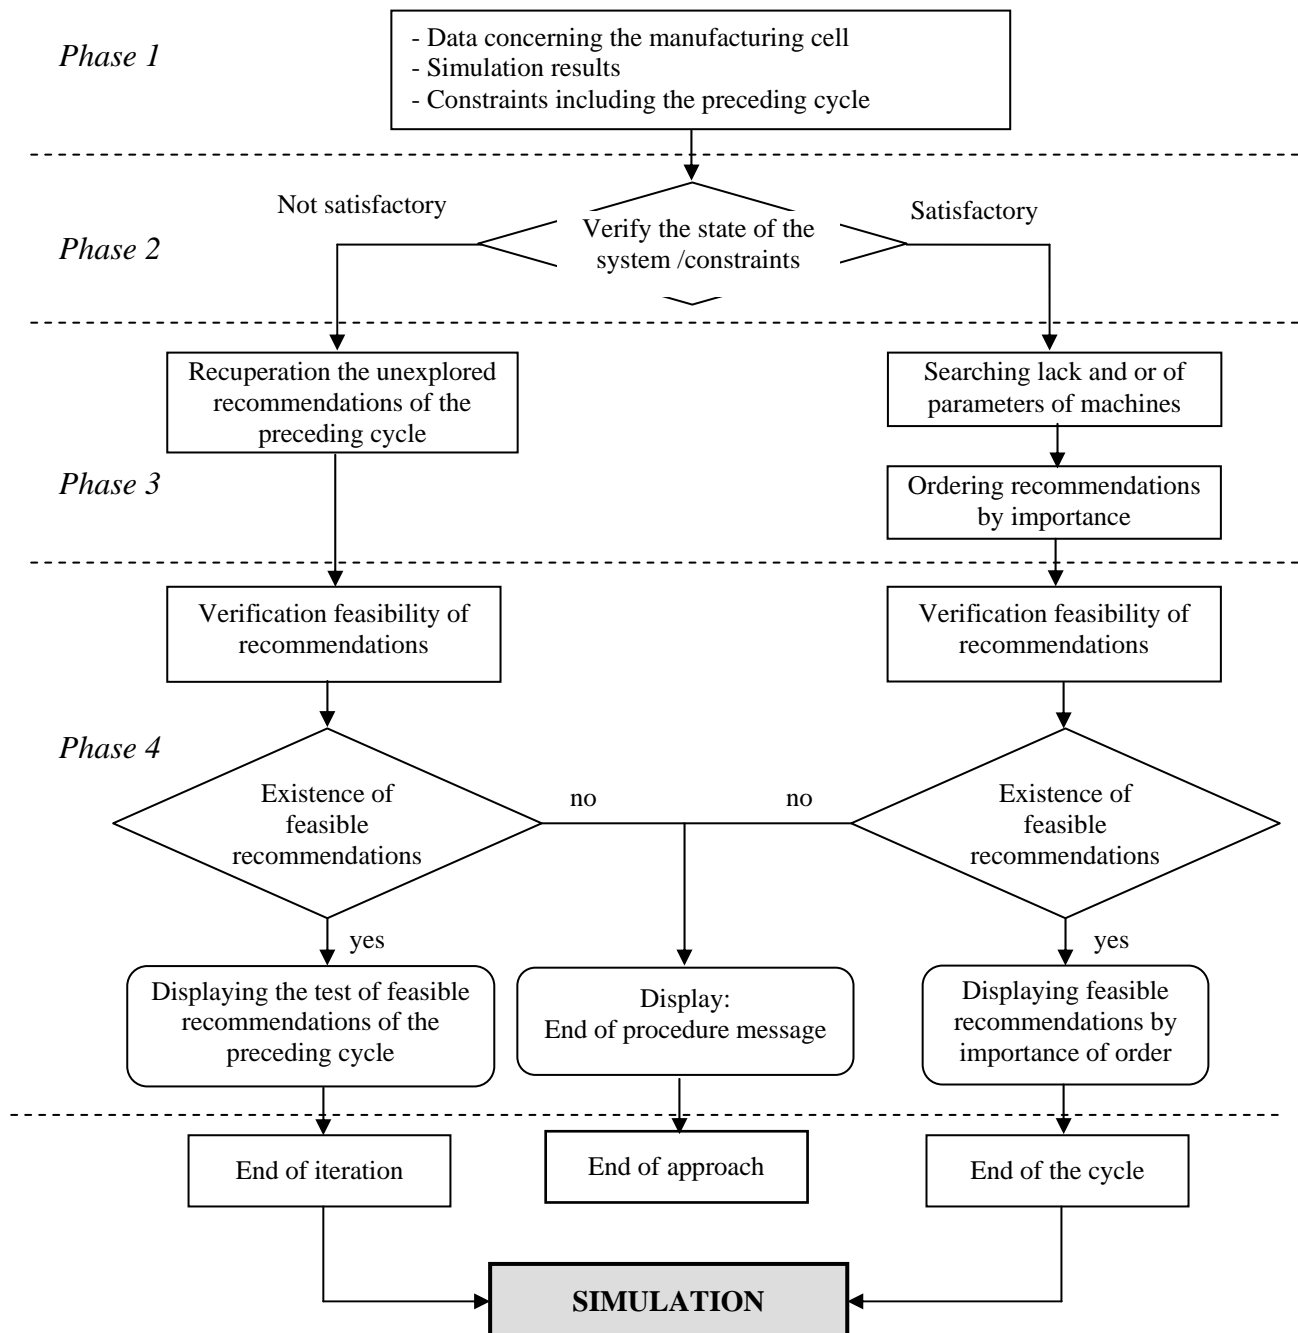 Phase 1
- Data concerning the manufacturing cell
- Simulation results
- Constraints including the preceding cycle
Not satisfactory
Satisfactory
Phase 2
Verify the state of the
system /constraints
Recuperation the unexplored
recommendations of the
preceding cycle
Searching lack and or of
parameters of machines
Phase 3
Ordering recommendations
by importance
Verification feasibility of
recommendations
Verification feasibility of
recommendations
Phase 4
Existence of
feasible
recommendations
no
no
Existence of
feasible
recommendations
yes
yes
Displaying the test of feasible
recommendations of the
preceding cycle
Display:
End of procedure message
Displaying feasible
recommendations by
importance of order
End of iteration
End of approach
End of the cycle
SIMULATION